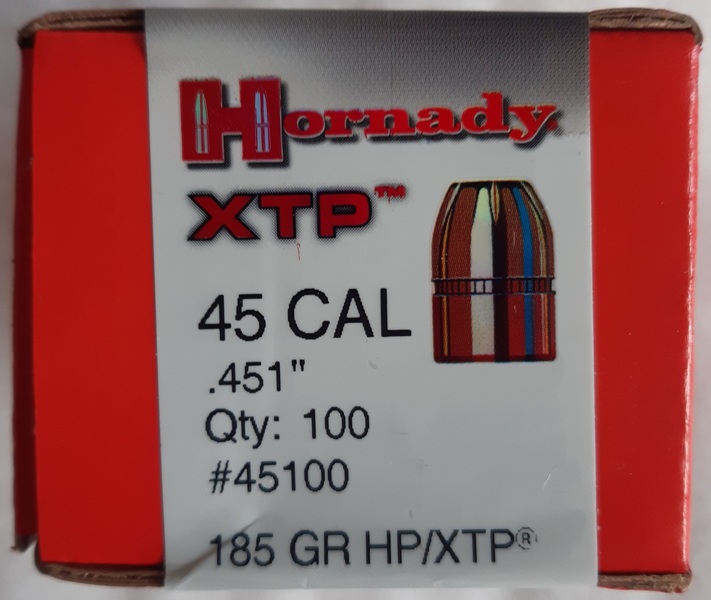 Hornady
XTP™
45 CAL
.451"
Qty: 100
#45100
185 GR HP/XTP®